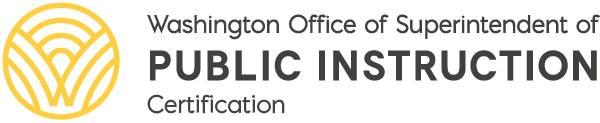 Washington Office of Superintendent of
PUBLIC INSTRUCTION
Certification